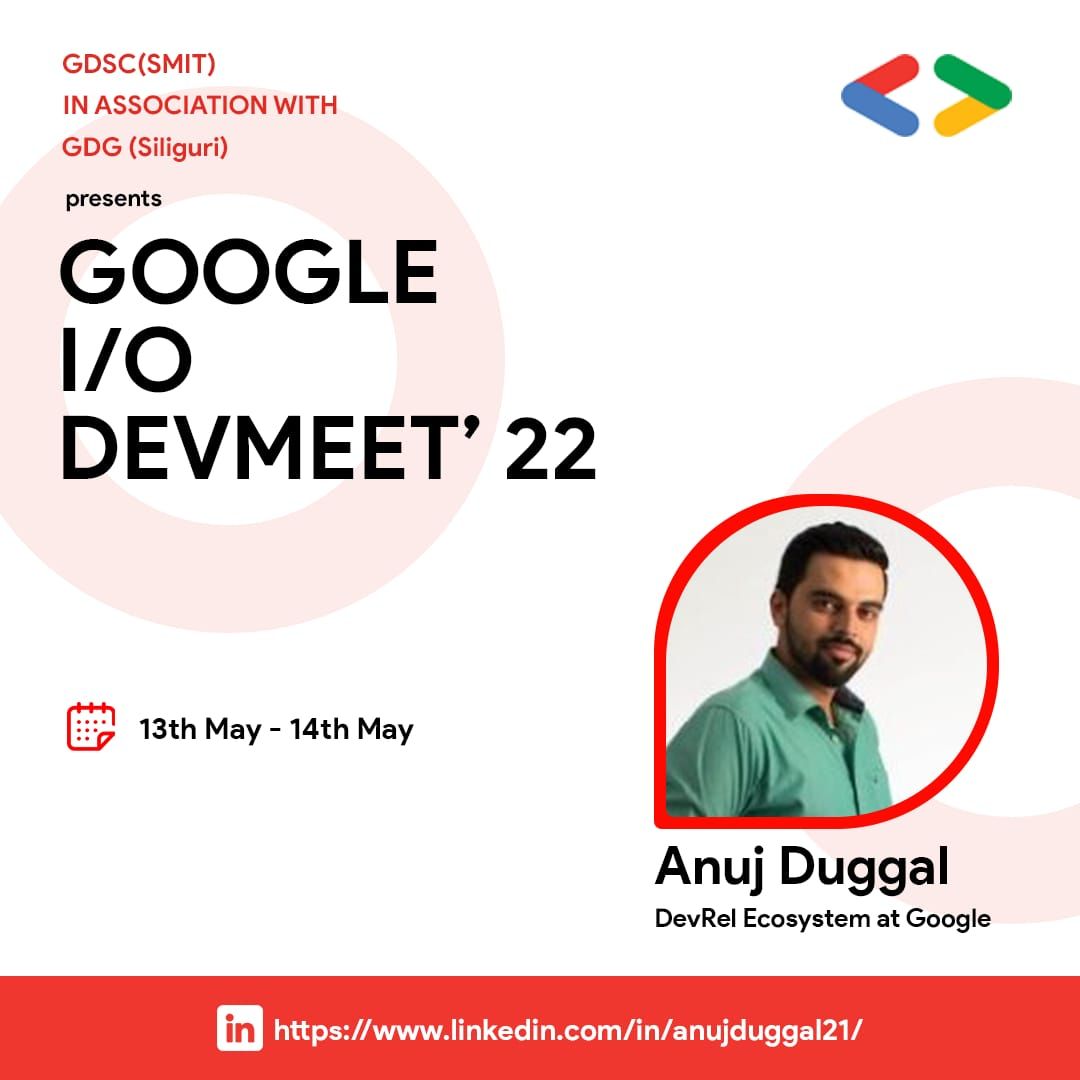 GDSC(SMIT)
IN ASSOCIATION WITH
GDG (Siliguri)
presents
GOOGLE
I/O
DEVMEET’ 22
13th May - 14th May
Anuj Duggal
DevRel Ecosystem at Google
in https://www.linkedin.com/in/anujduggal21/